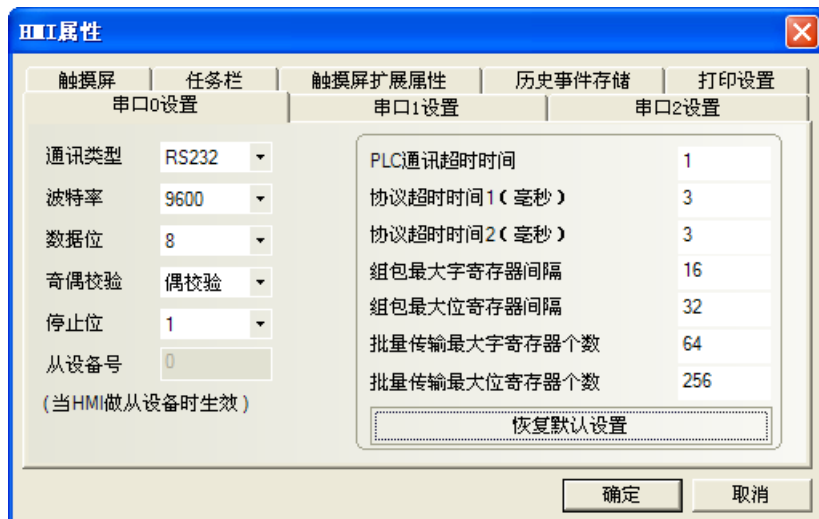 HMI属性
触摸屏 任务栏 触摸屏扩展属性 历史事件存储 打印设置
串口0设置 串口1设置 串口2设置
通讯类型 RS232
波特率 9600
数据位 8
奇偶校验 偶校验
停止位 1
从设备号 0
(当HMI做从设备时生效)
PLC通讯超时时间 1
协议超时时间1(毫秒) 3
协议超时时间2(毫秒) 3
组包最大字寄存器间隔 16
组包最大位寄存器间隔 32
批量传输最大字寄存器个数 64
批量传输最大位寄存器个数 256
恢复默认设置
确定 取消